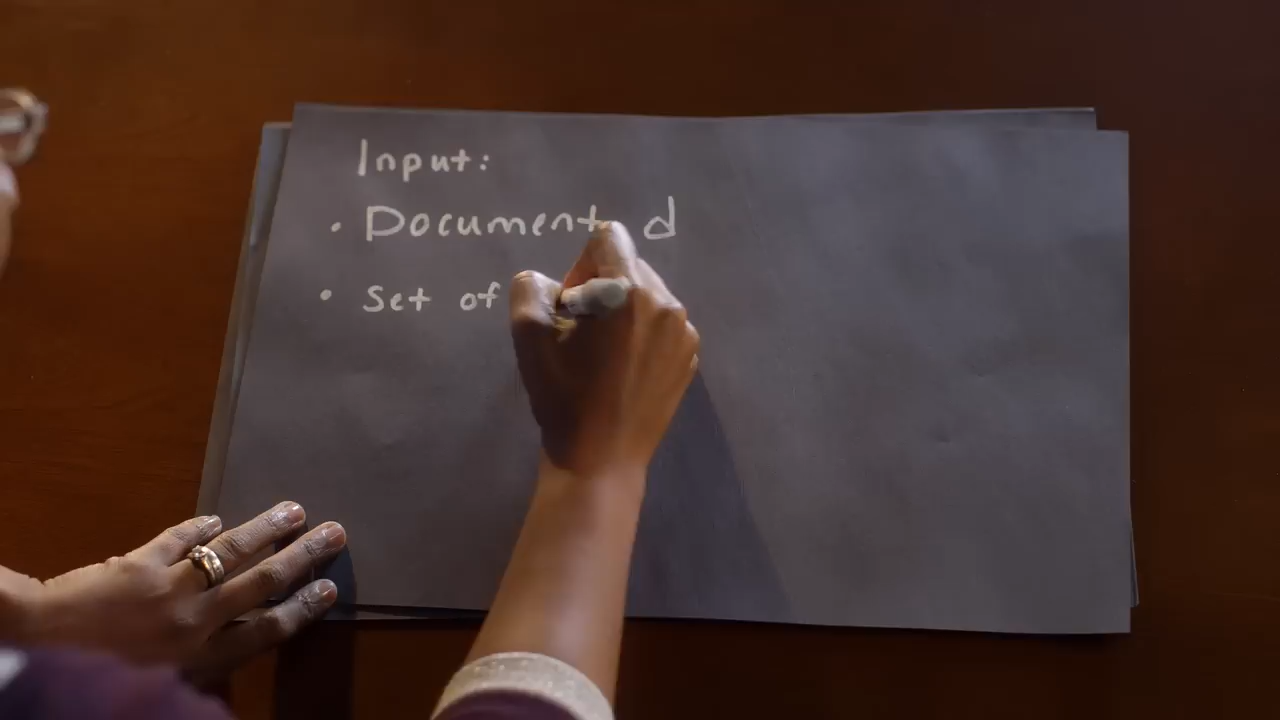 Input:
• Document d
• Set of